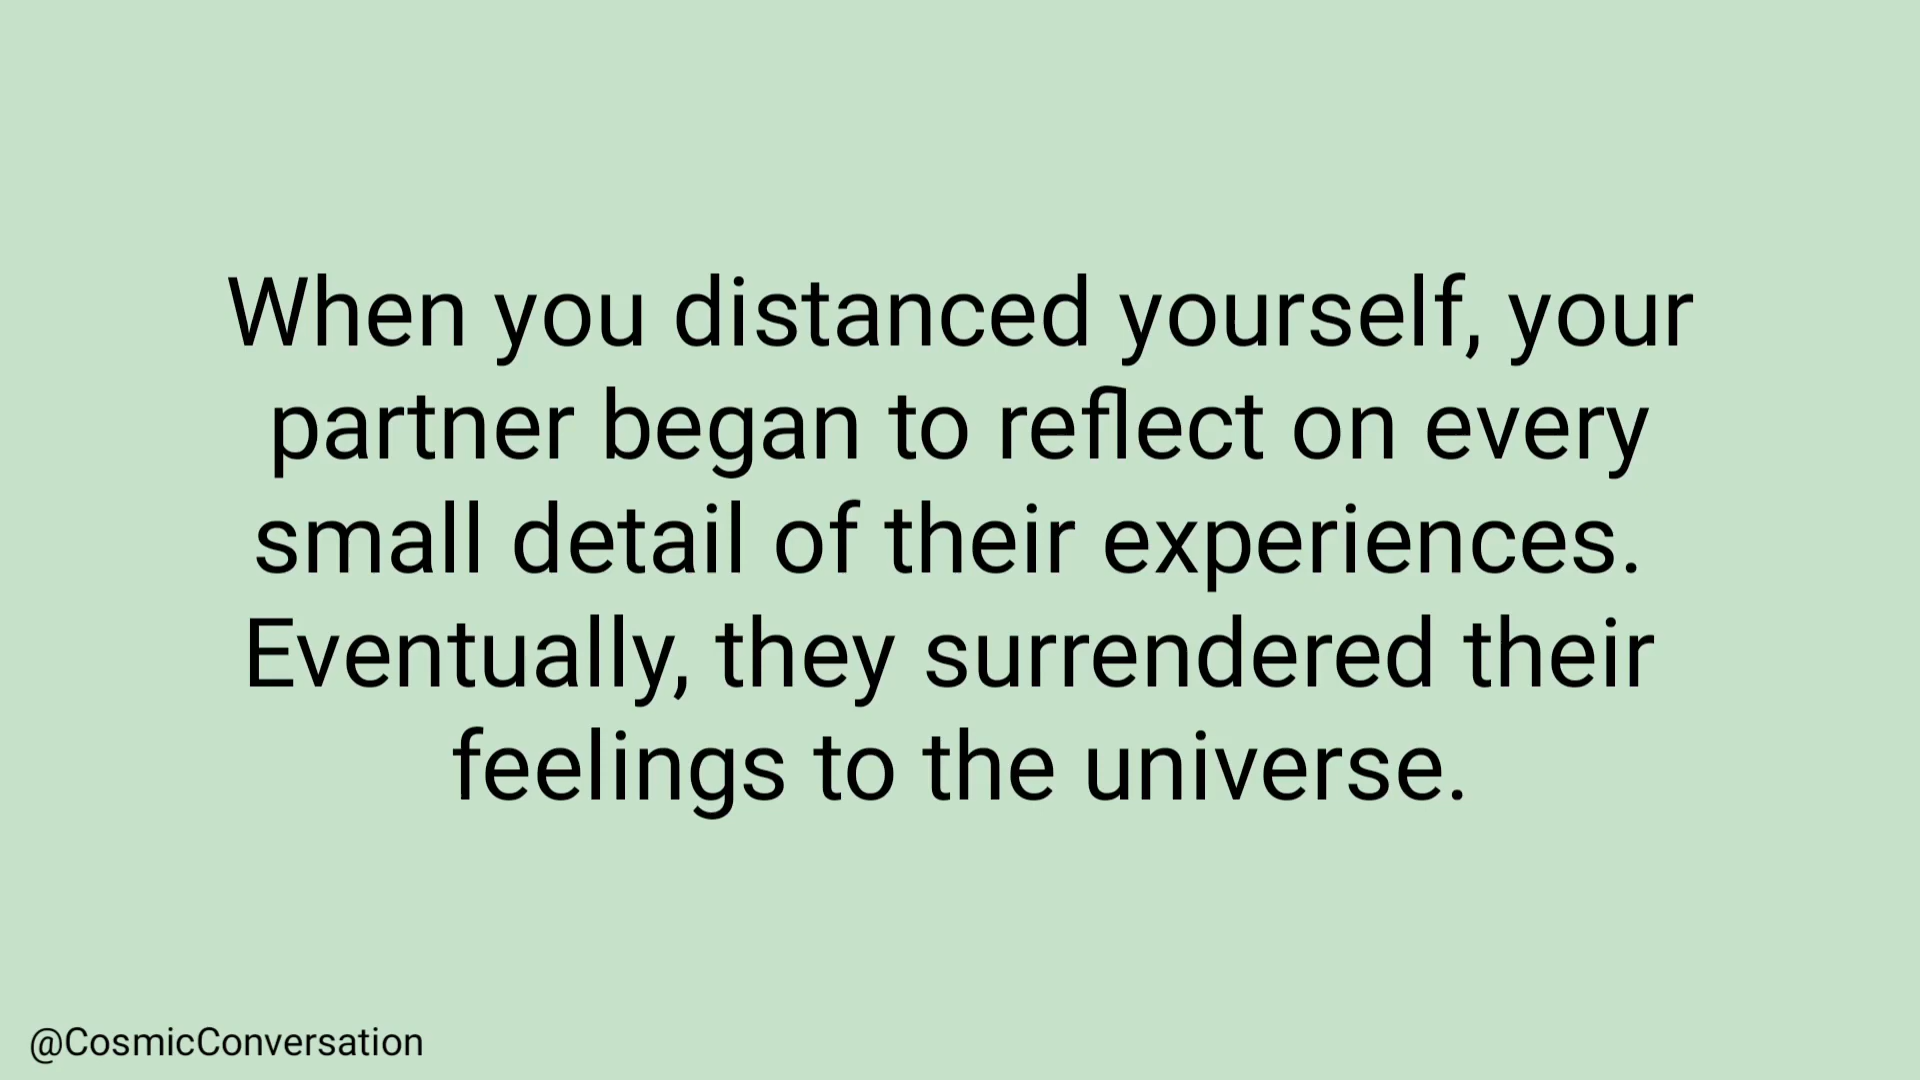 When you distanced yourself, your
partner began to reflect on every
small detail of their experiences.
Eventually, they surrendered their
feelings to the universe.
@CosmicConversation